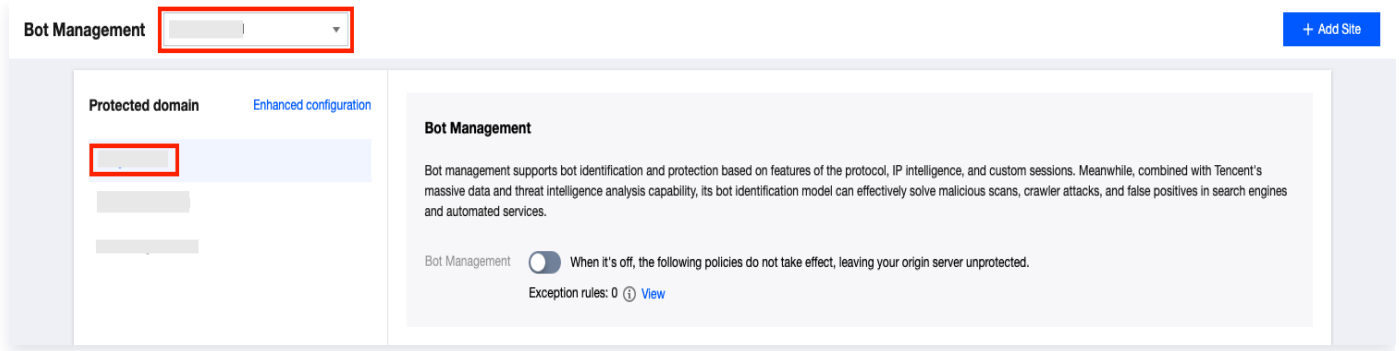 Bot Management
+ Add Site
Protected domain
Enhanced configuration
Bot Management
Bot management supports bot identification and protection based on features of the protocol, IP intelligence, and custom sessions. Meanwhile, combined with Tencent's
massive data and threat intelligence analysis capability, its bot identification model can effectively solve malicious scans, crawler attacks, and false positives in search engines
and automated services.
Bot Management
When it's off, the following policies do not take effect, leaving your origin server unprotected.
Exception rules: 0 View